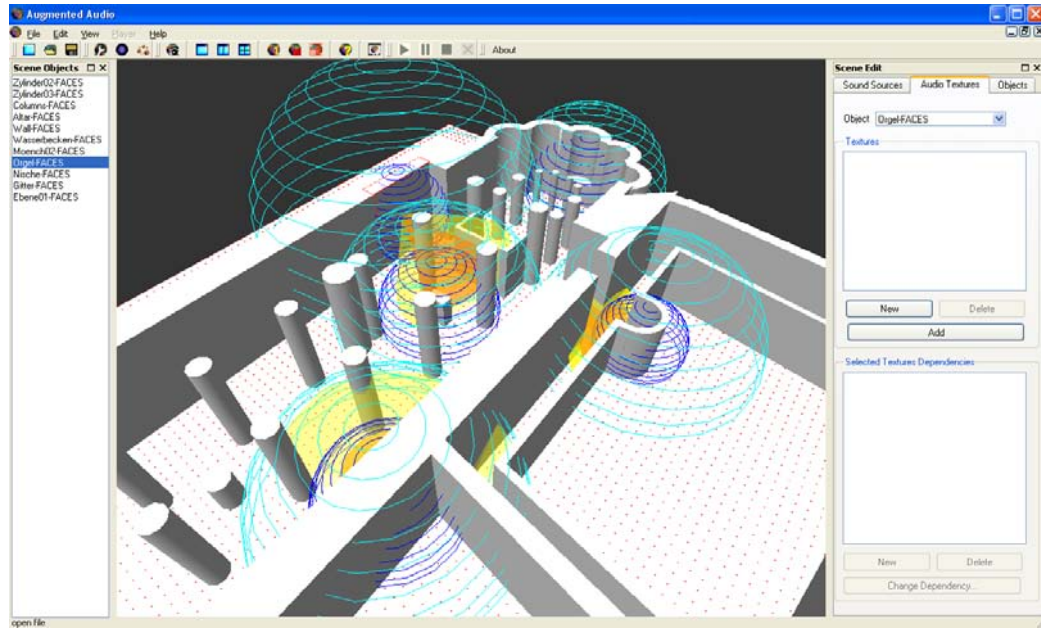 Augmented Audio
File Edit View Player Help
About
Scene Objects
Zylinder02-FACES
Zylinder03-FACES
Columns-FACES
Altar-FACES
Wall-FACES
Wasserbecken-FACES
Moench02-FACES
Orgel-FACES
Nische-FACES
Gitter-FACES
Ebene01-FACES
Scene Edit
Sound Sources Audio Textures Objects
Object Orgel-FACES
Textures
New Delete
Add
Selected Textures Dependencies
New Delete
Change Dependency...
open file